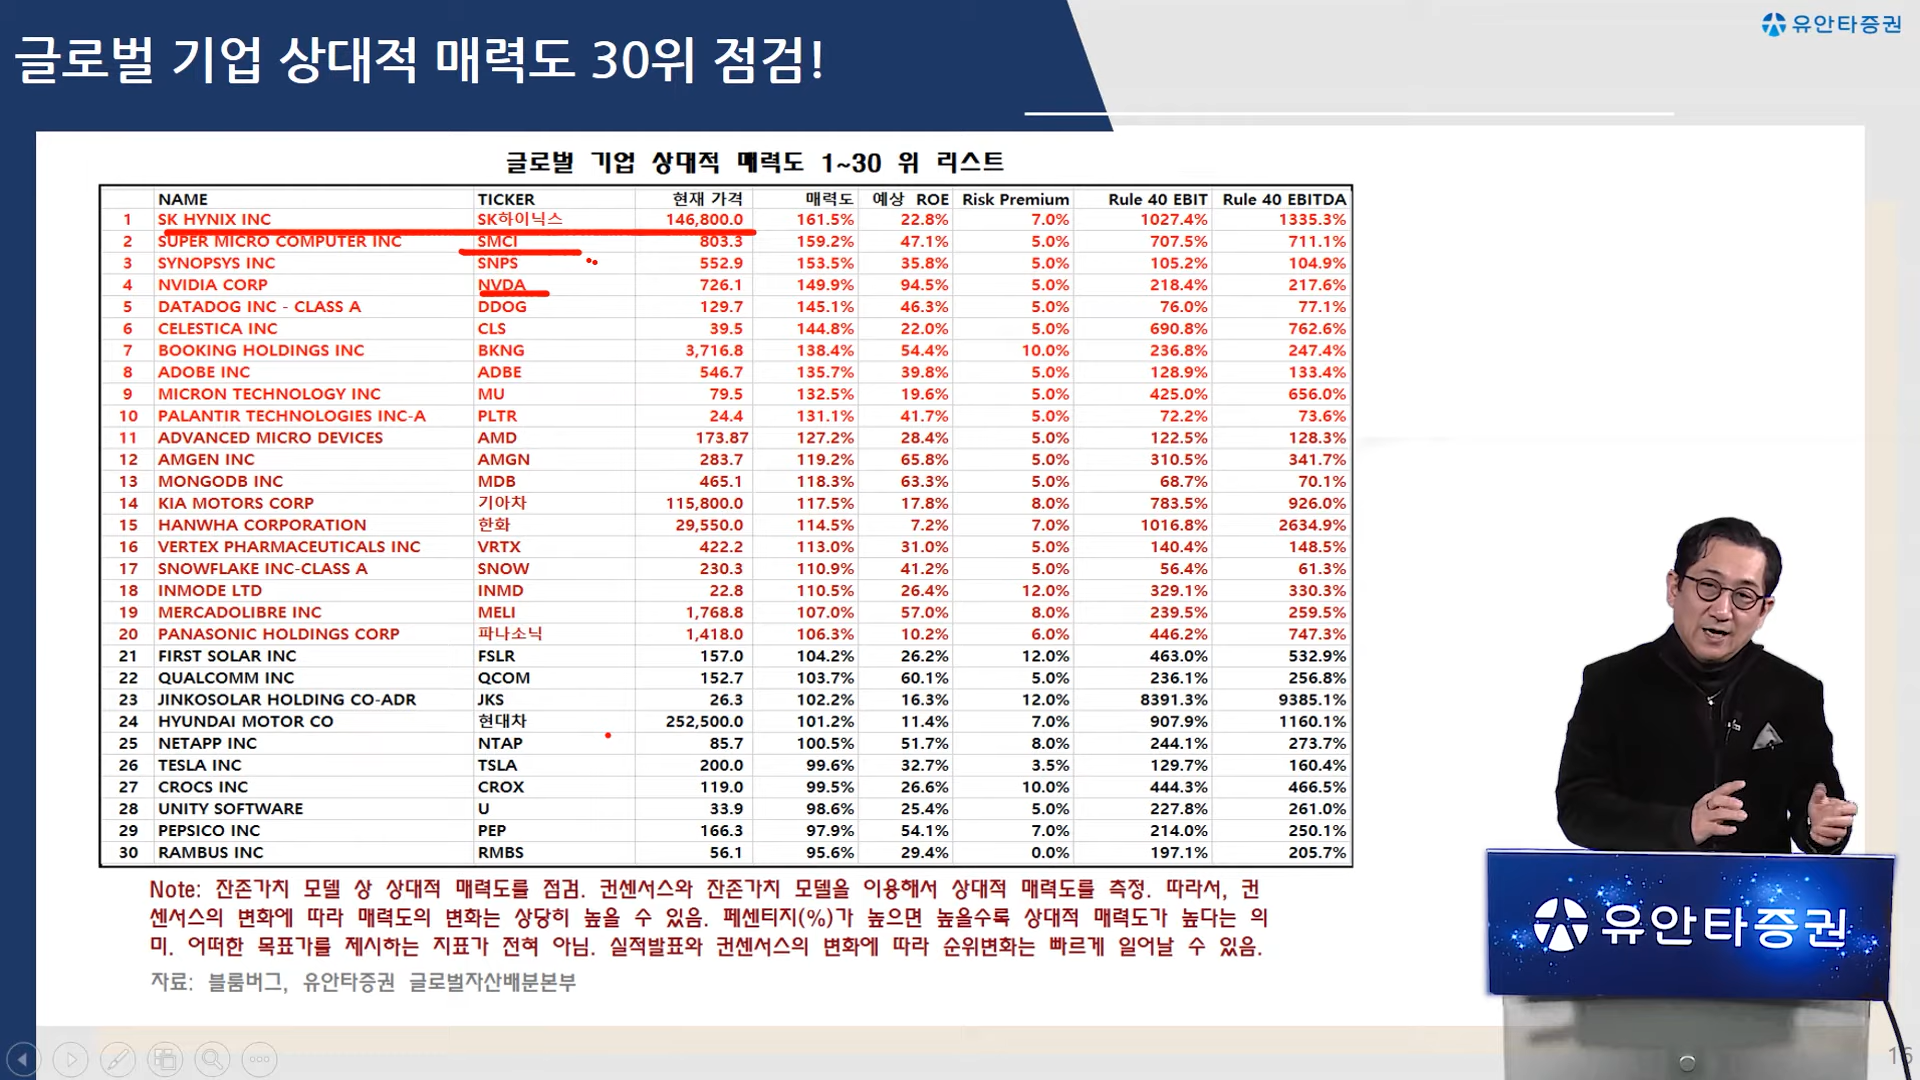 글로벌 기업 상대적 매력도 30위 점검!
유안타증권
글로벌 기업 상대적 매력도 1~30 위 리스트
NAME TICKER 현재 가격 매력도 예상 ROE Risk Premium Rule 40 EBIT Rule 40 EBITDA
1 SK HYNIX INC SK하이닉스 146,800.0 161.5% 22.8% 7.0% 1027.4% 1335.3%
2 SUPER MICRO COMPUTER INC SMCI 803.3 159.2% 47.1% 5.0% 707.5% 711.1%
3 SYNOPSYS INC SNPS 552.9 153.5% 35.8% 5.0% 105.2% 104.9%
4 NVIDIA CORP NVDA 726.1 149.9% 94.5% 5.0% 218.4% 217.6%
5 DATADOG INC - CLASS A DDOG 129.7 145.1% 46.3% 5.0% 76.0% 77.1%
6 CELESTICA INC CLS 39.5 144.8% 22.0% 5.0% 690.8% 762.6%
7 BOOKING HOLDINGS INC BKNG 3,716.8 138.4% 54.4% 10.0% 236.8% 247.4%
8 ADOBE INC ADBE 546.7 135.7% 39.8% 5.0% 128.9% 133.4%
9 MICRON TECHNOLOGY INC MU 79.5 132.5% 19.6% 5.0% 425.0% 656.0%
10 PALANTIR TECHNOLOGIES INC-A PLTR 24.4 131.1% 41.7% 5.0% 72.2% 73.6%
11 ADVANCED MICRO DEVICES AMD 173.87 127.2% 28.4% 5.0% 122.5% 128.3%
12 AMGEN INC AMGN 283.7 119.2% 65.8% 5.0% 310.5% 341.7%
13 MONGODB INC MDB 465.1 118.3% 63.3% 5.0% 68.7% 70.1%
14 KIA MOTORS CORP 기아차 115,800.0 117.5% 17.8% 8.0% 783.5% 926.0%
15 HANWHA CORPORATION 한화 29,550.0 114.5% 7.2% 7.0% 1016.8% 2634.9%
16 VERTEX PHARMACEUTICALS INC VRTX 422.2 113.0% 31.0% 5.0% 140.4% 148.5%
17 SNOWFLAKE INC-CLASS A SNOW 230.3 110.9% 41.2% 5.0% 56.4% 61.3%
18 INMODE LTD INMD 22.8 110.5% 26.4% 12.0% 329.1% 330.3%
19 MERCADOLIBRE INC MELI 1,768.8 107.0% 57.0% 8.0% 239.5% 259.5%
20 PANASONIC HOLDINGS CORP 파나소닉 1,418.0 106.3% 10.2% 6.0% 446.2% 747.3%
21 FIRST SOLAR INC FSLR 157.0 104.2% 26.2% 12.0% 463.0% 532.9%
22 QUALCOMM INC QCOM 152.7 103.7% 60.1% 5.0% 236.1% 256.8%
23 JINKOSOLAR HOLDING CO-ADR JKS 26.3 102.2% 16.3% 12.0% 8391.3% 9385.1%
24 HYUNDAI MOTOR CO 현대차 252,500.0 101.2% 11.4% 7.0% 907.9% 1160.1%
25 NETAPP INC NTAP 85.7 100.5% 51.7% 8.0% 244.1% 273.7%
26 TESLA INC TSLA 200.0 99.6% 32.7% 3.5% 129.7% 160.4%
27 CROCS INC CROX 119.0 99.5% 26.6% 10.0% 444.3% 466.5%
28 UNITY SOFTWARE U 33.9 98.6% 25.4% 5.0% 227.8% 261.0%
29 PEPSICO INC PEP 166.3 97.9% 54.1% 7.0% 214.0% 250.1%
30 RAMBUS INC RMBS 56.1 95.6% 29.4% 0.0% 197.1% 205.7%
Note: 잔존가치 모델 상 상대적 매력도를 점검. 컨센서스와 잔존가치 모델을 이용해서 상대적 매력도를 측정. 따라서, 컨
센서스의 변화에 따라 매력도의 변화는 상당히 높을 수 있음. 페센티지(%)가 높으면 높을수록 상대적 매력도가 높다는 의
미. 어떠한 목표가를 제시하는 지표가 전혀 아님. 실적발표와 컨센서스의 변화에 따라 순위변화는 빠르게 일어날 수 있음.
자료: 블룸버그, 유안타증권 글로벌자산배분본부
유안타증권
16